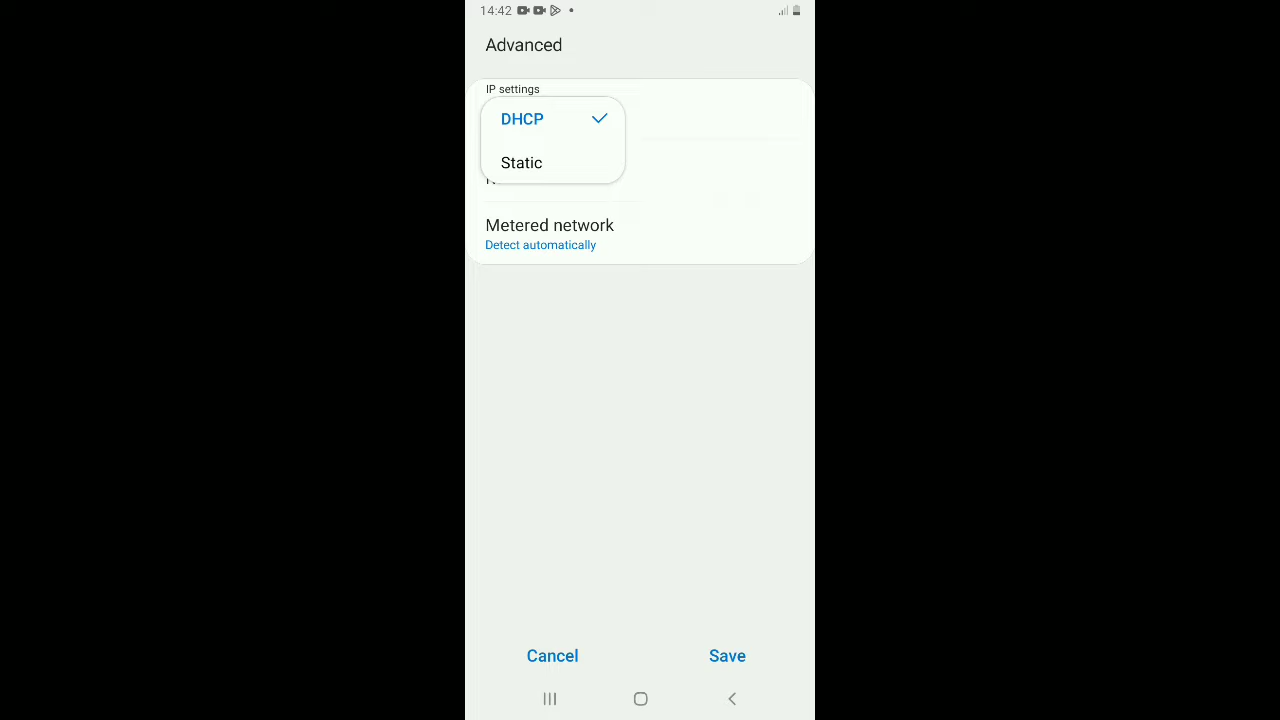 14:42
Advanced
IP settings
DHCP
Static
Metered network
Detect automatically
Cancel
Save